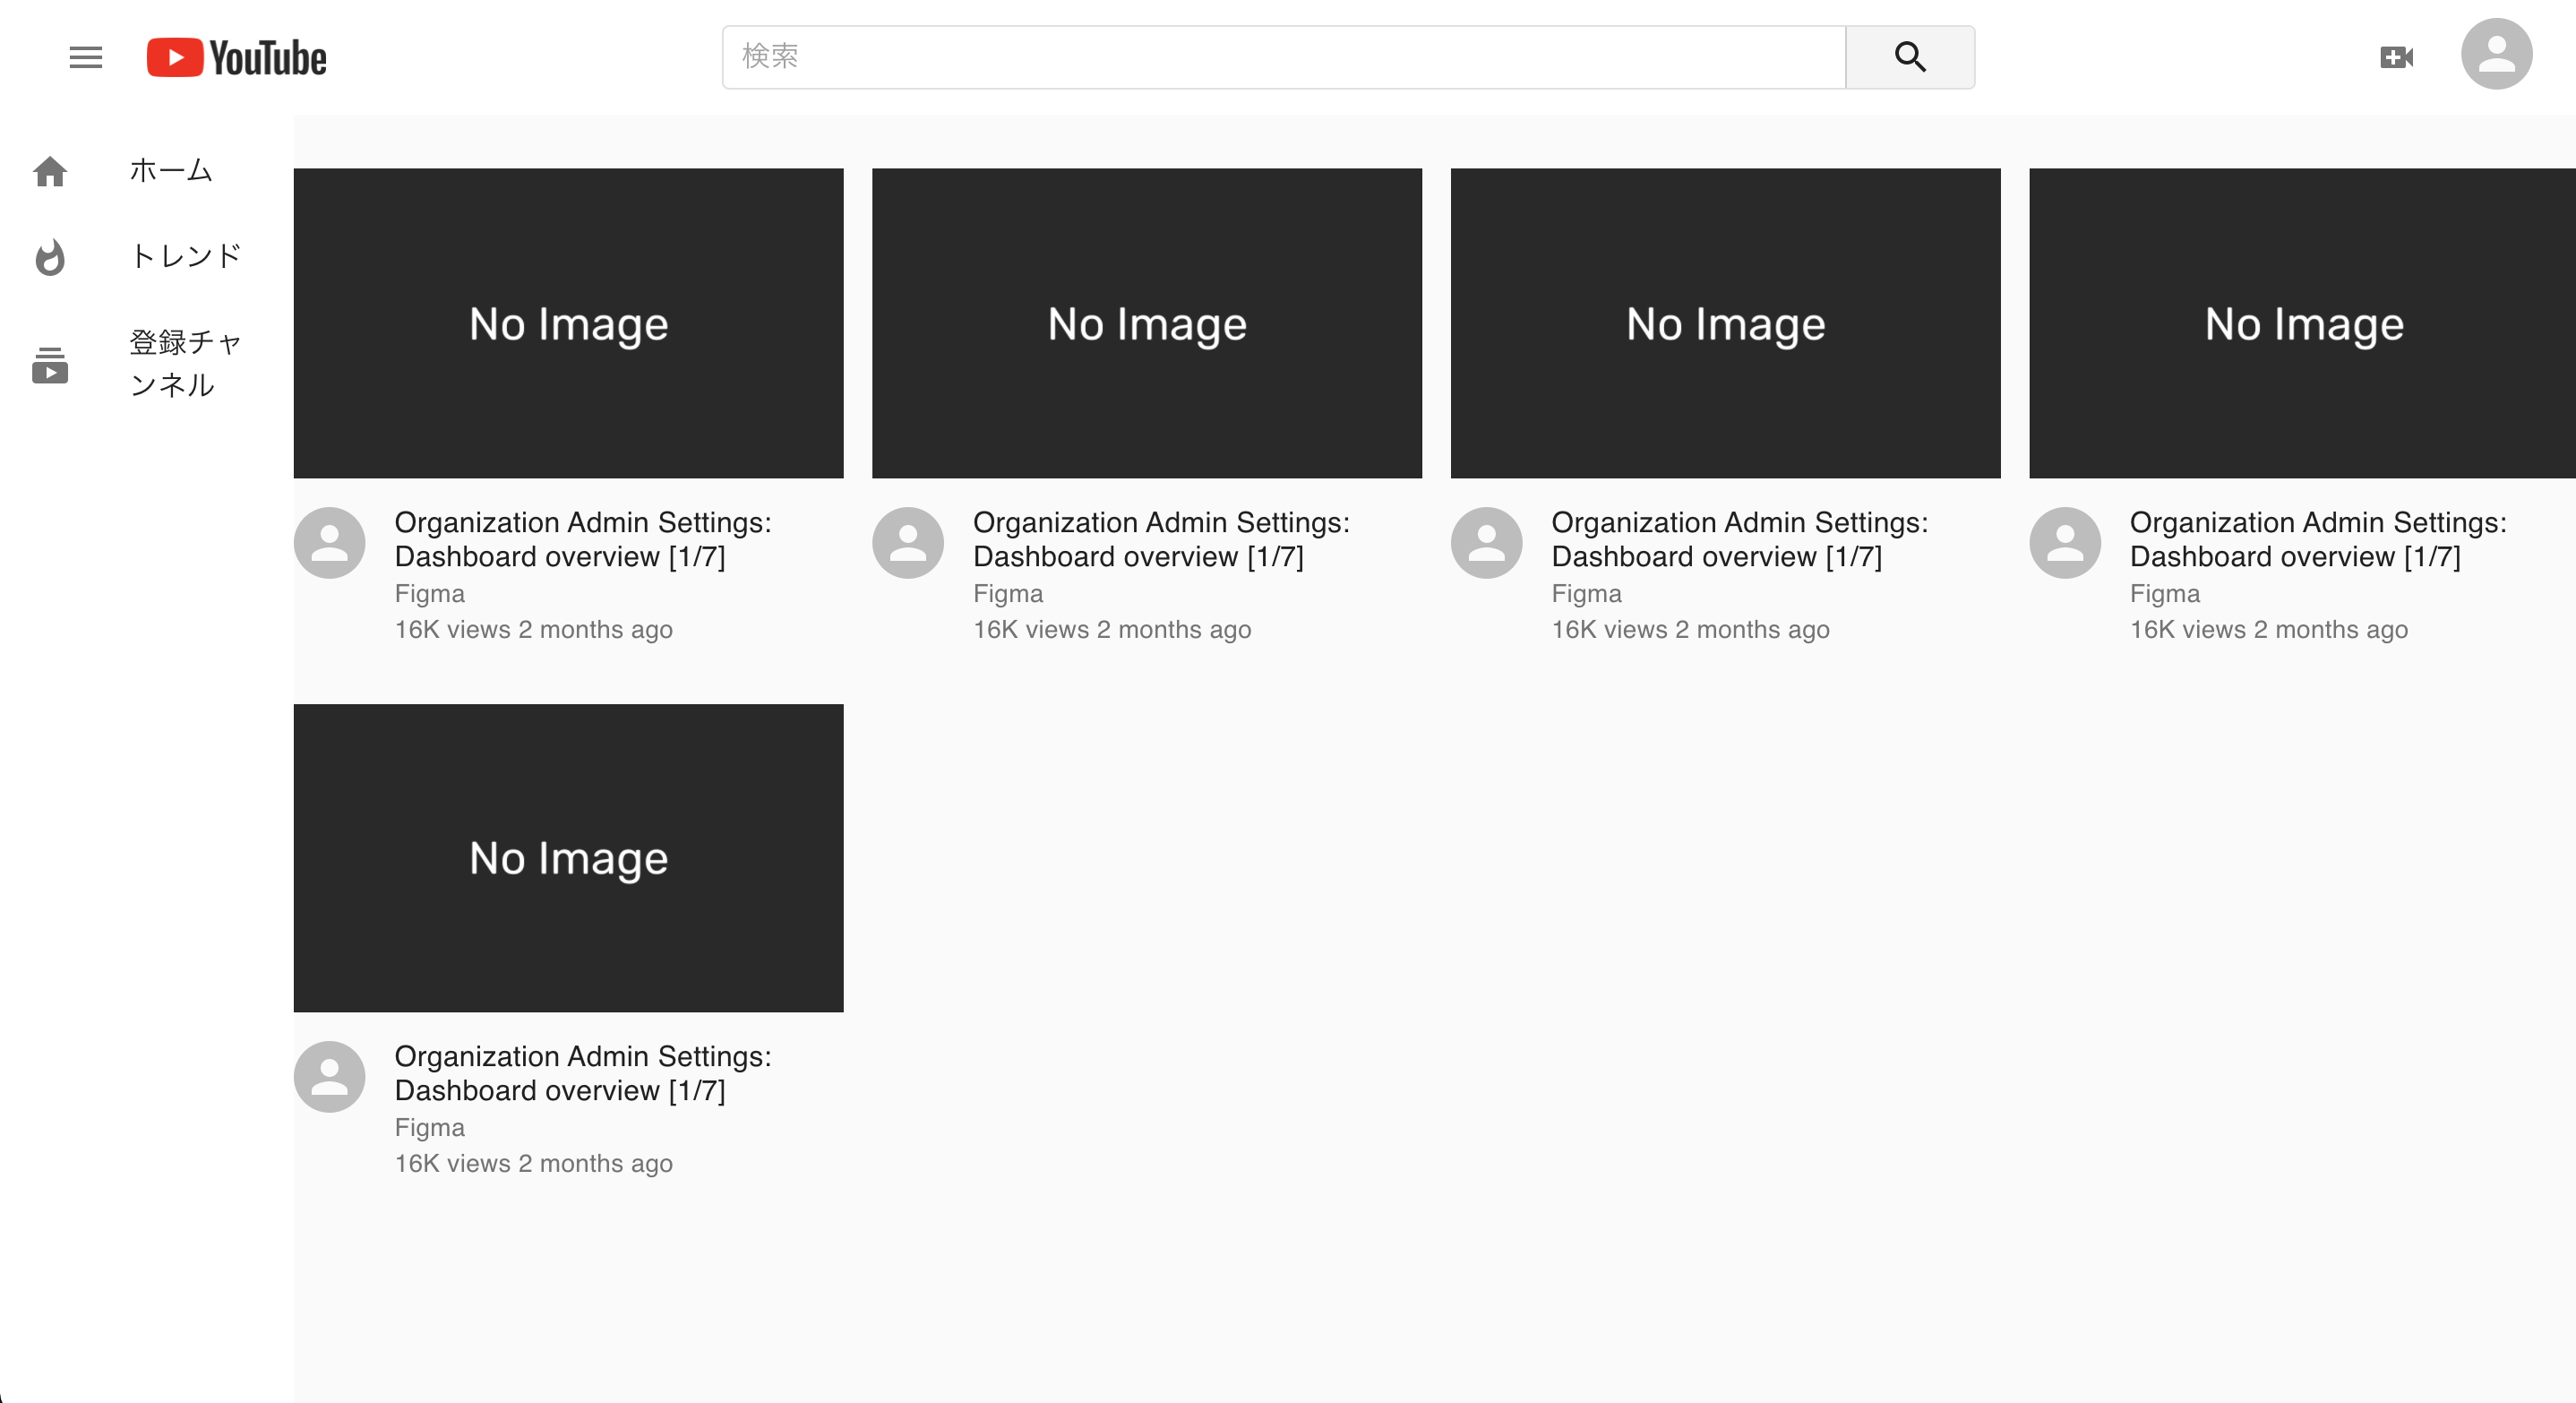 YouTube
検索
ホーム
トレンド
登録チャ
ンネル
No Image
No Image
No Image
No Image
Organization Admin Settings:
Dashboard overview [1/7]
Figma
16K views 2 months ago
Organization Admin Settings:
Dashboard overview [1/7]
Figma
16K views 2 months ago
Organization Admin Settings:
Dashboard overview [1/7]
Figma
16K views 2 months ago
Organization Admin Settings:
Dashboard overview [1/7]
Figma
16K views 2 months ago
No Image
Organization Admin Settings:
Dashboard overview [1/7]
Figma
16K views 2 months ago